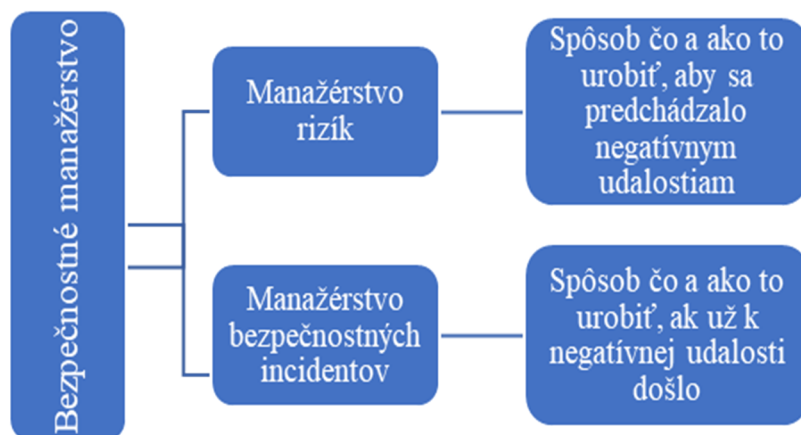 Bezpečnostné manažérstvo
Manažérstvo
rizík
Spôsob čo a ako to
urobiť, aby sa
predchádzalo
negatívnym
udalostiam
Manažérstvo
bezpečnostných
incidentov
Spôsob čo a ako to
urobiť, ak už k
negatívnej udalosti
došlo